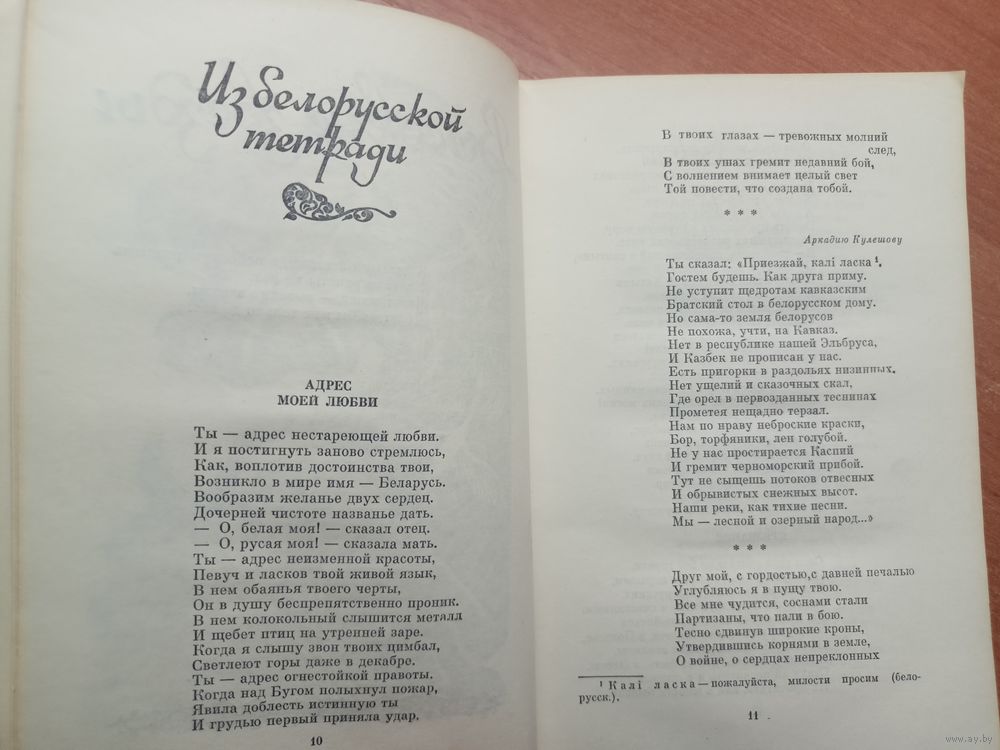 Из белорусской
тетради
АДРЕС
МОЕЙ ЛЮБВИ
Ты — адрес нестареющей любви.
И я постигнуть заново стремлюсь,
Как, воплотив достоинства твои,
Возникло в мире имя — Беларусь.
Вообразим желанье двух сердец.
Дочерней чистоте названье дать.
— О, белая моя! — сказал отец.
— О, русая моя! — сказала мать.
Ты — адрес неизменной красоты,
Певуч и ласков твой живой язык,
В нем обаянья твоего черты,
Он в душу беспрепятственно проник.
В нем колокольный слышится металл
И щебет птиц на утренней заре.
Когда я слышу звон твоих цимбал,
Светлеют горы даже в декабре.
Ты — адрес огнестойкой правоты.
Когда над Бугом полыхнул пожар,
Явила доблесть истинную ты
И грудью первый приняла удар.
10
В твоих глазах — тревожных молний
след,
В твоих ушах гремит недавний бой,
С волнением внимает целый свет
Той повести, что создана тобой.
* * *
Аркадию Кулешову
Ты сказал: «Приезжай, калі ласка ¹.
Гостем будешь. Как друга приму.
Не уступит щедротам кавказским
Братский стол в белорусском дому.
Но сама-то земля белорусов
Не похожа, учти, на Кавказ.
Нет в республике нашей Эльбруса,
И Казбек не прописан у нас.
Есть пригорки в раздольях низинных.
Нет ущелий и сказочных скал,
Где орел в первозданных теснинах
Прометея нещадно терзал.
Нам по нраву неброские краски,
Бор, торфяники, лен голубой.
Не у нас простирается Каспий
И гремит черноморский прибой.
Тут не сыщешь потоков отвесных
И обрывистых снежных высот.
Наши реки, как тихие песни.
Мы — лесной и озерный народ...»
* * *
Друг мой, с гордостью,с давней печалью
Углубляюсь я в пущу твою.
Все мне чудится, соснами стали
Партизаны, что пали в бою.
Тесно сдвинув широкие кроны,
Утвердившись корнями в земле,
О войне, о сердцах непреклонных
¹ Калі ласка — пожалуйста, милости просим (бело-
русск.).
11
www.ay.by